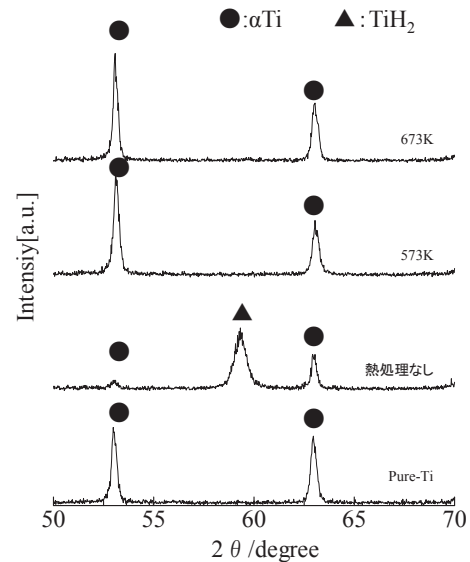 ●:αTi ▲: TiH₂
673K
573K
熱処理なし
Pure-Ti
Intensiy[a.u.]
50 55 60 65 70
2 θ /degree